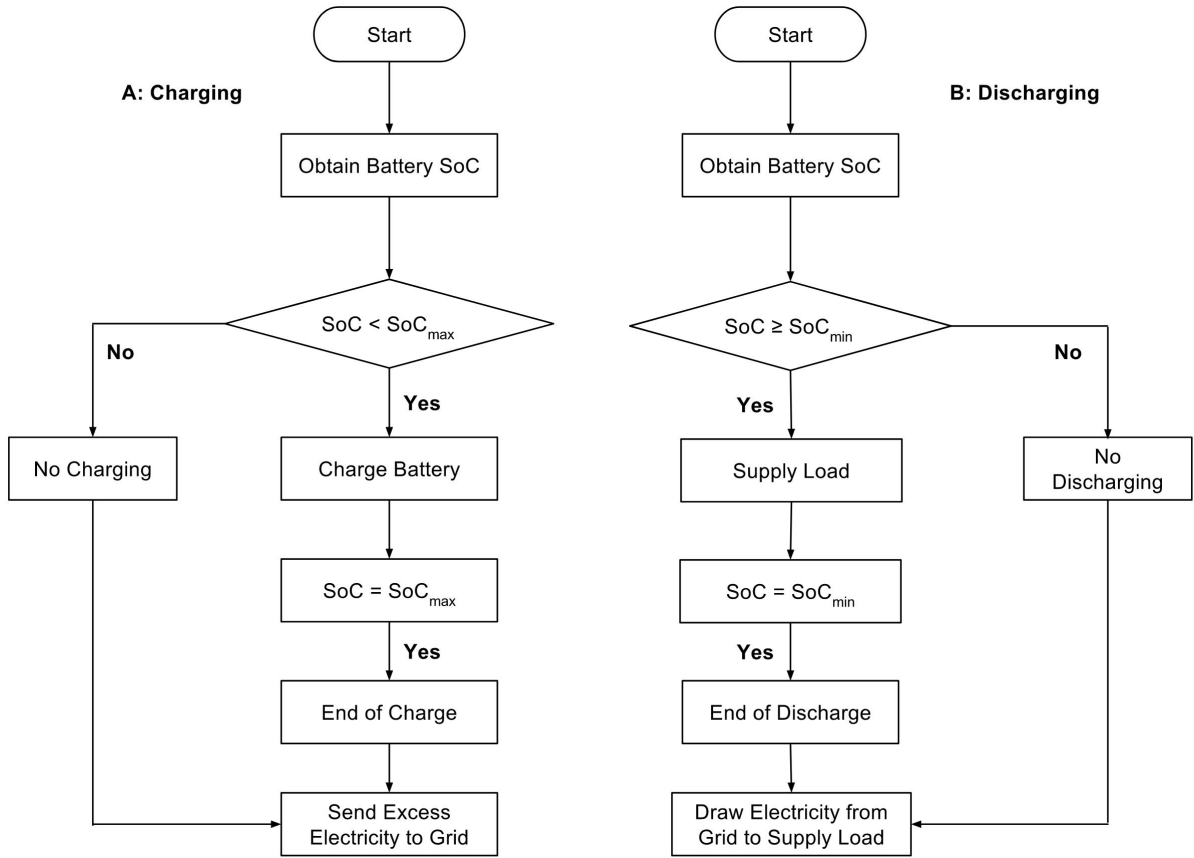 Start
A: Charging
Obtain Battery SoC
SoC < SoCmax
No
Yes
No Charging
Charge Battery
SoC = SoCmax
Yes
End of Charge
Send Excess
Electricity to Grid
Start
B: Discharging
Obtain Battery SoC
SoC ≥ SoCmin
No
Yes
Supply Load
No
Discharging
SoC = SoCmin
Yes
End of Discharge
Draw Electricity from
Grid to Supply Load